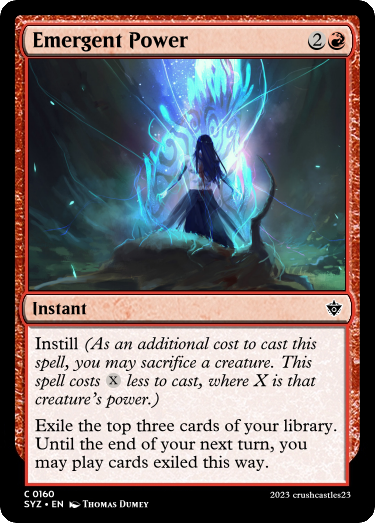 Emergent Power 2
Instant
Instill (As an additional cost to cast this
spell, you may sacrifice a creature. This
spell costs X less to cast, where X is that
creature's power.)
Exile the top three cards of your library.
Until the end of your next turn, you
may play cards exiled this way.
C 0160
SYZ • EN Thomas Dumey
2023 crushcastles23